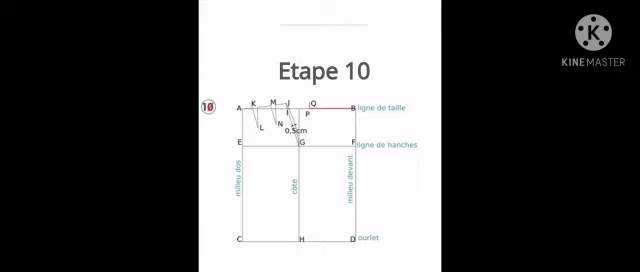 K
KINEMASTER
Etape 10
10
A K M J Q B ligne de taille
I P
L N
0,5cm
E G F ligne de hanches
milieu dos
côté
milieu devant
C H D ourlet